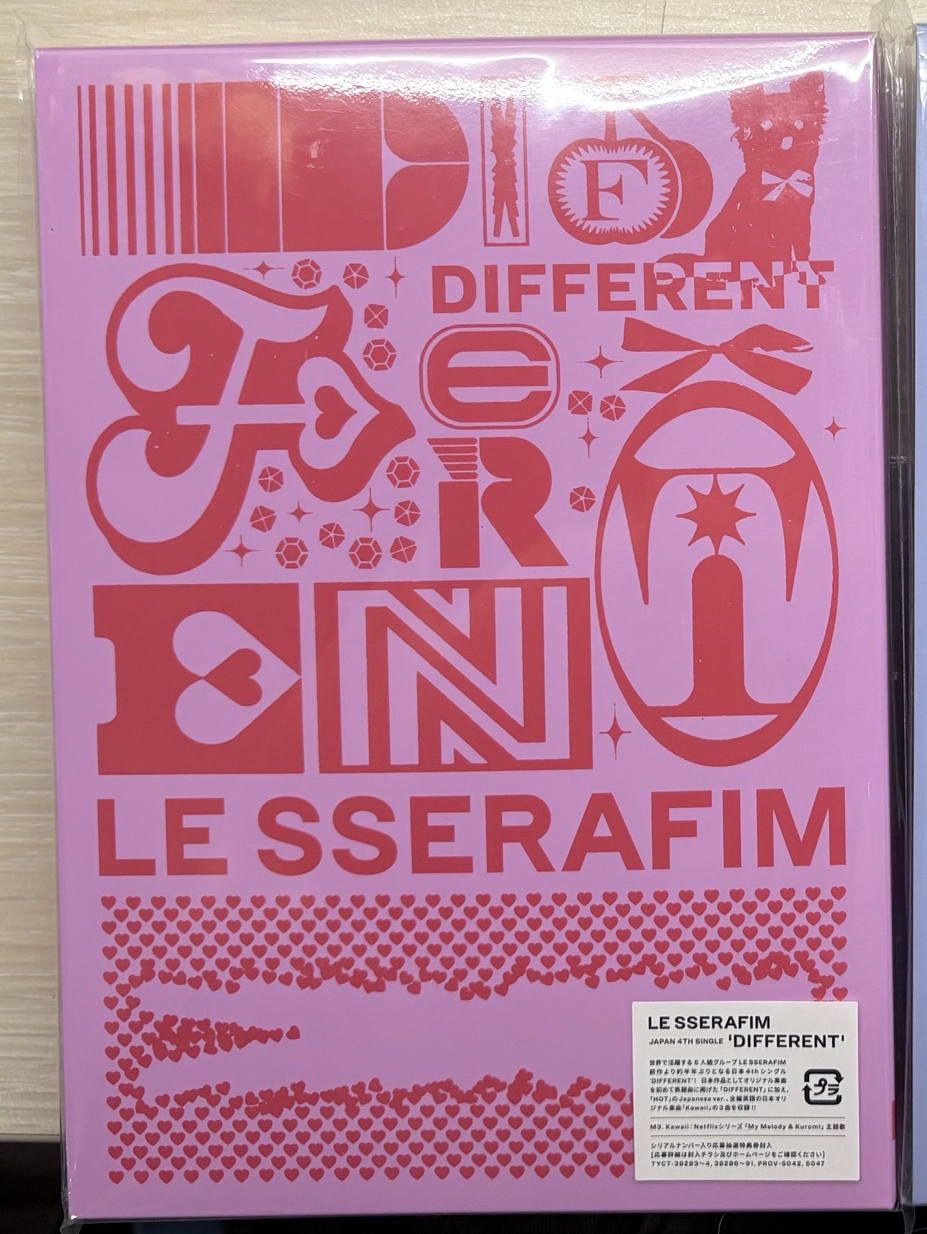 DIFFERENT
DIFFERENT
LE SSERAFIM
LE SSERAFIM
JAPAN 4TH SINGLE 'DIFFERENT'
世界で活躍する5人組グループ LE SSERAFIM
前作より約半年ぶりとなる日本4thシングル
'DIFFERENT'! 日本作品としてオリジナル楽曲
を初めて表題曲に掲げた「DIFFERENT」に加え、
「HOT」のJapanese ver.、全編英語の日本オリ
ジナル楽曲「Kawaii」の3曲を収録!!
プラ
M3. Kawaii：Netflixシリーズ「My Melody & Kuromi」主題歌
シリアルナンバー入り応募抽選特典券封入
[応募詳細は封入チラシ及びホームページをご確認ください]
TYCT-39283〜4, 39286〜91, PROV-5042, 5047